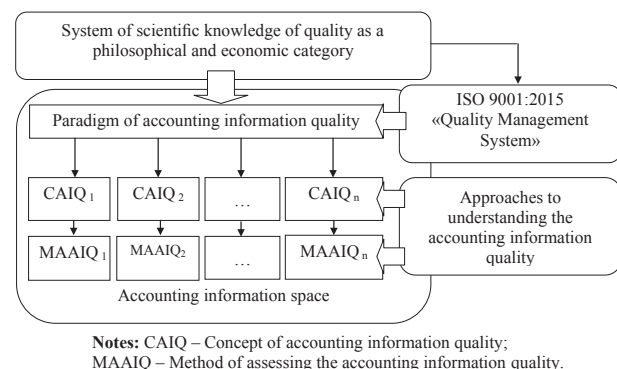 System of scientific knowledge of quality as a
philosophical and economic category
ISO 9001:2015
«Quality Management
System»
Paradigm of accounting information quality
CAIQ 1
CAIQ 2
…
CAIQ n
Approaches to
understanding the
accounting information
quality
MAAIQ 1
MAAIQ 2
…
MAAIQ n
Accounting information space
Notes: CAIQ – Concept of accounting information quality;
MAAIQ – Method of assessing the accounting information quality.